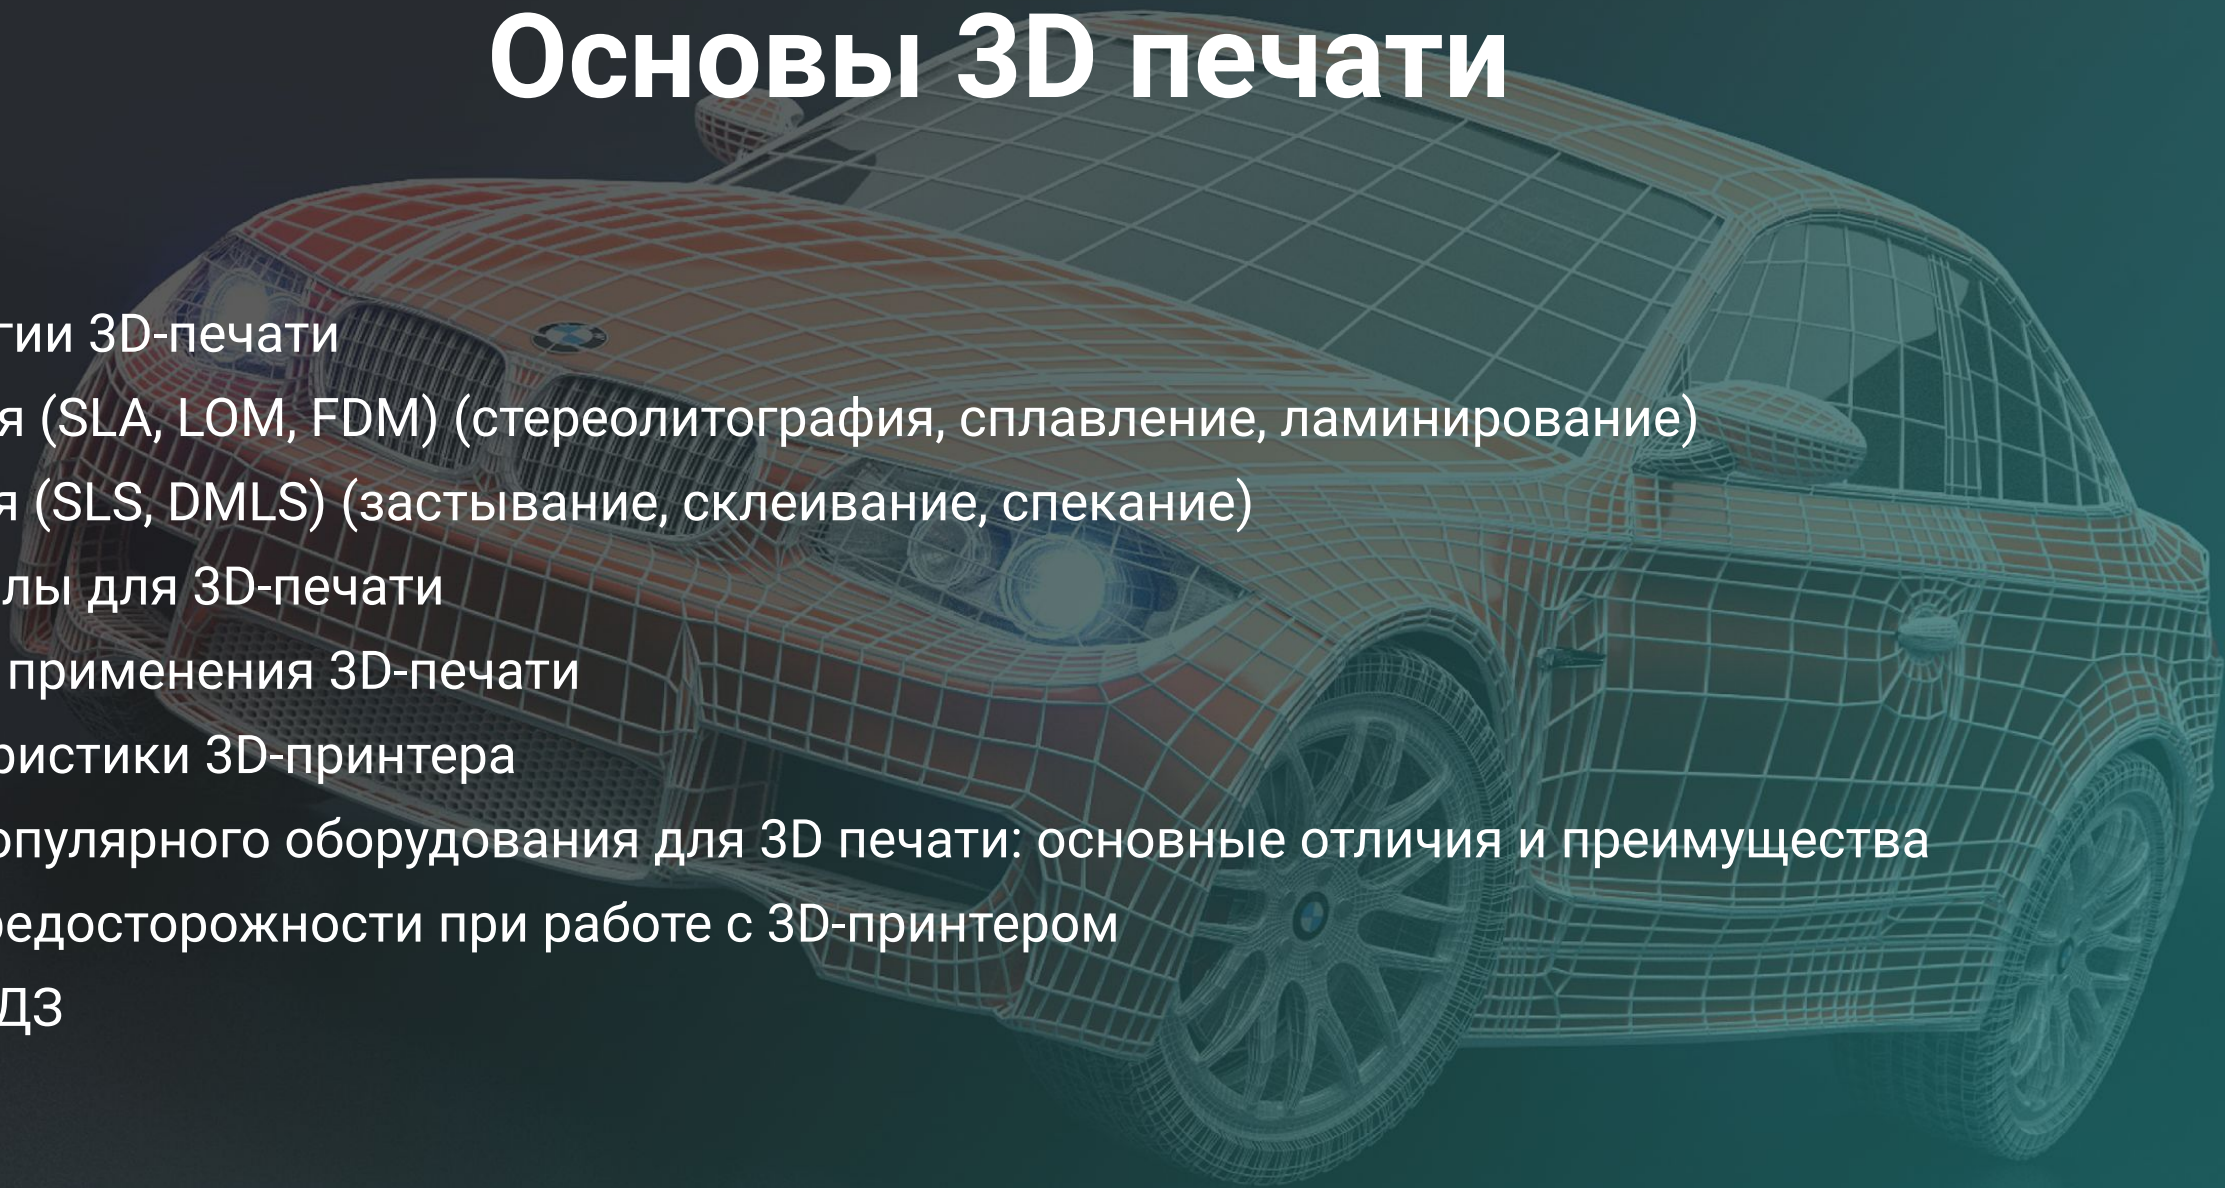 Основы 3D печати
гии 3D-печати
я (SLA, LOM, FDM) (стереолитография, сплавление, ламинирование)
я (SLS, DMLS) (застывание, склеивание, спекание)
лы для 3D-печати
применения 3D-печати
ристики 3D-принтера
опулярного оборудования для 3D печати: основные отличия и преимущества
редосторожности при работе с 3D-принтером
ДЗ